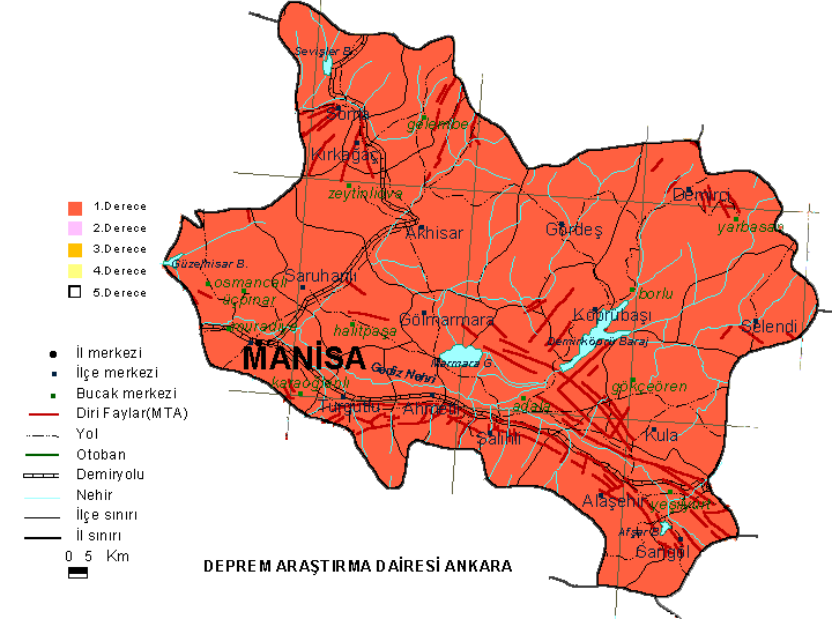 Sevişler B.
Soma
gelembe
Kırkağaç
zeytinliova
Demirci
yarbasan
Akhisar
Gördeş
1.Derece
2.Derece
3.Derece
4.Derece
5.Derece
Güzelhisar B.
Saruhanlı
osmancalı
üçpınar
borlu
Gölmarmara
Köprübaşı
Selendi
muradiye
halitpaşa
Demirköprü Baraj
MANİSA
Marmara G.
Gediz Nehri
karaoğlanlı
gökçeören
Turgutlu
Ahmetli
adala
Salihli
Kula
Alaşehir
yeşilyurt
Afşar B.
Sarıgöl
İl merkezi
İlçe merkezi
Bucak merkezi
Diri Faylar(MTA)
Yol
Otoban
Demiryolu
Nehir
İlçe sınırı
İl sınırı
0 5 Km
DEPREM ARAŞTIRMA DAİRESİ ANKARA